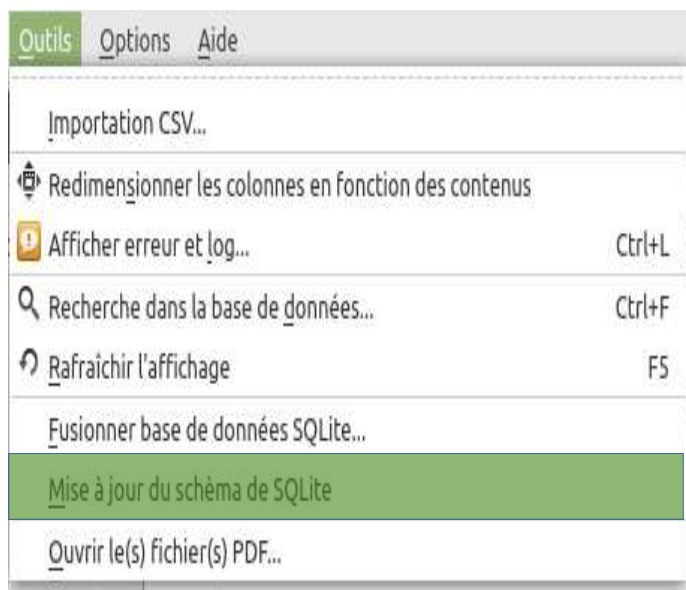 Outils Options Aide
Importation CSV...
Redimensionner les colonnes en fonction des contenus
Afficher erreur et log... Ctrl+L
Recherche dans la base de données... Ctrl+F
Rafraîchir l'affichage F5
Fusionner base de données SQLite...
Mise à jour du schèma de SQLite
Ouvrir le(s) fichier(s) PDF...